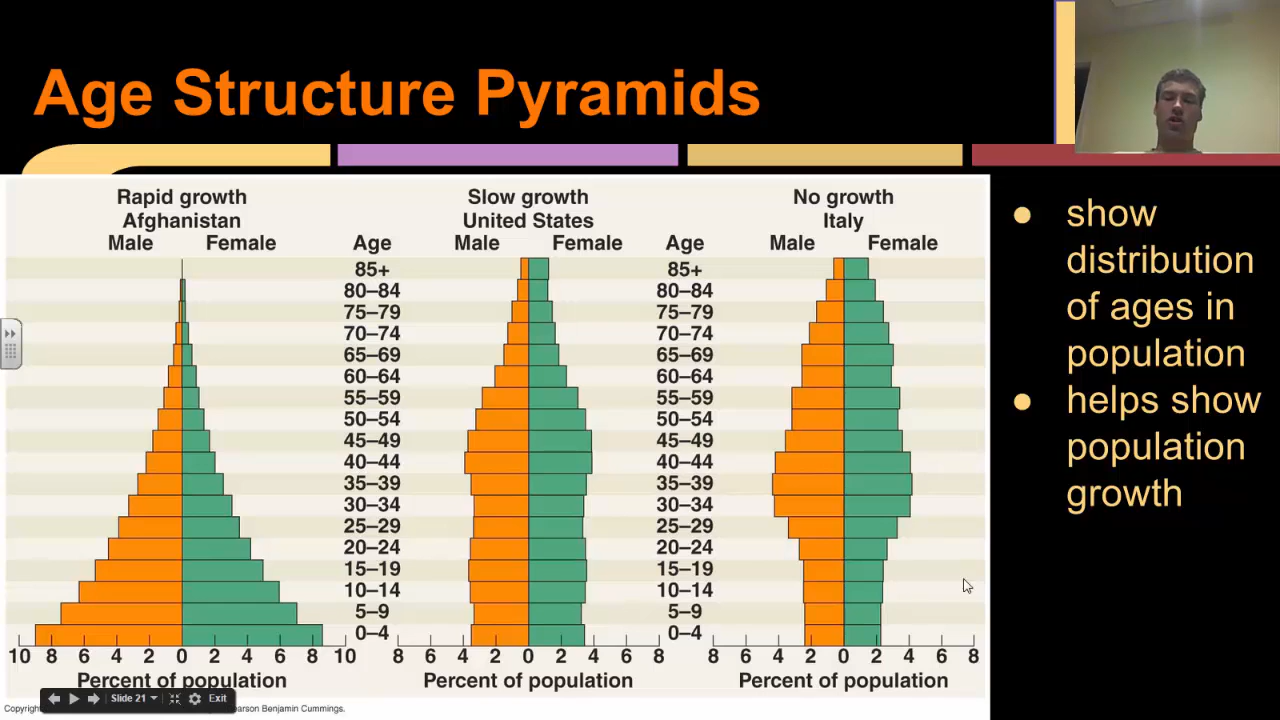 Age Structure Pyramids
Rapid growth
Afghanistan
Male Female
Age
Slow growth
United States
Male Female
Age
No growth
Italy
Male Female
85+ 85+
80–84 80–84
75–79 75–79
70–74 70–74
65–69 65–69
60–64 60–64
55–59 55–59
50–54 50–54
45–49 45–49
40–44 40–44
35–39 35–39
30–34 30–34
25–29 25–29
20–24 20–24
15–19 15–19
10–14 10–14
5–9 5–9
0–4 0–4
10 8 6 4 2 0 2 4 6 8 10
8 6 4 2 0 2 4 6 8
8 6 4 2 0 2 4 6 8
Percent of population
Percent of population
Percent of population
Slide 21 Exit
Benjamin Cummings.
● show
distribution
of ages in
population
● helps show
population
growth